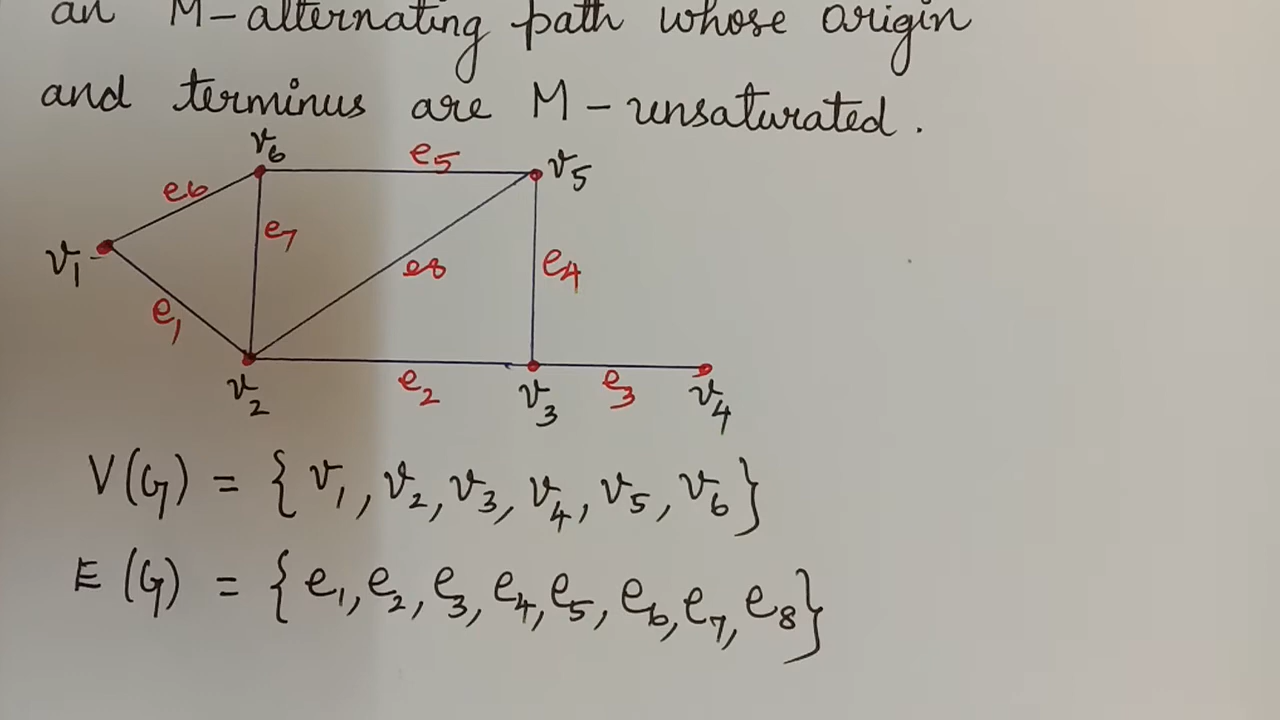 an M-alternating path whose origin
and terminus are M-unsaturated.
v₆
e₅
v₅
e₆
e₇
v₁
e₈
e₄
e₁
v₂
e₂
v₃
e₃
v₄
V(G) = {v₁, v₂, v₃, v₄, v₅, v₆}
E(G) = {e₁, e₂, e₃, e₄, e₅, e₆, e₇, e₈}